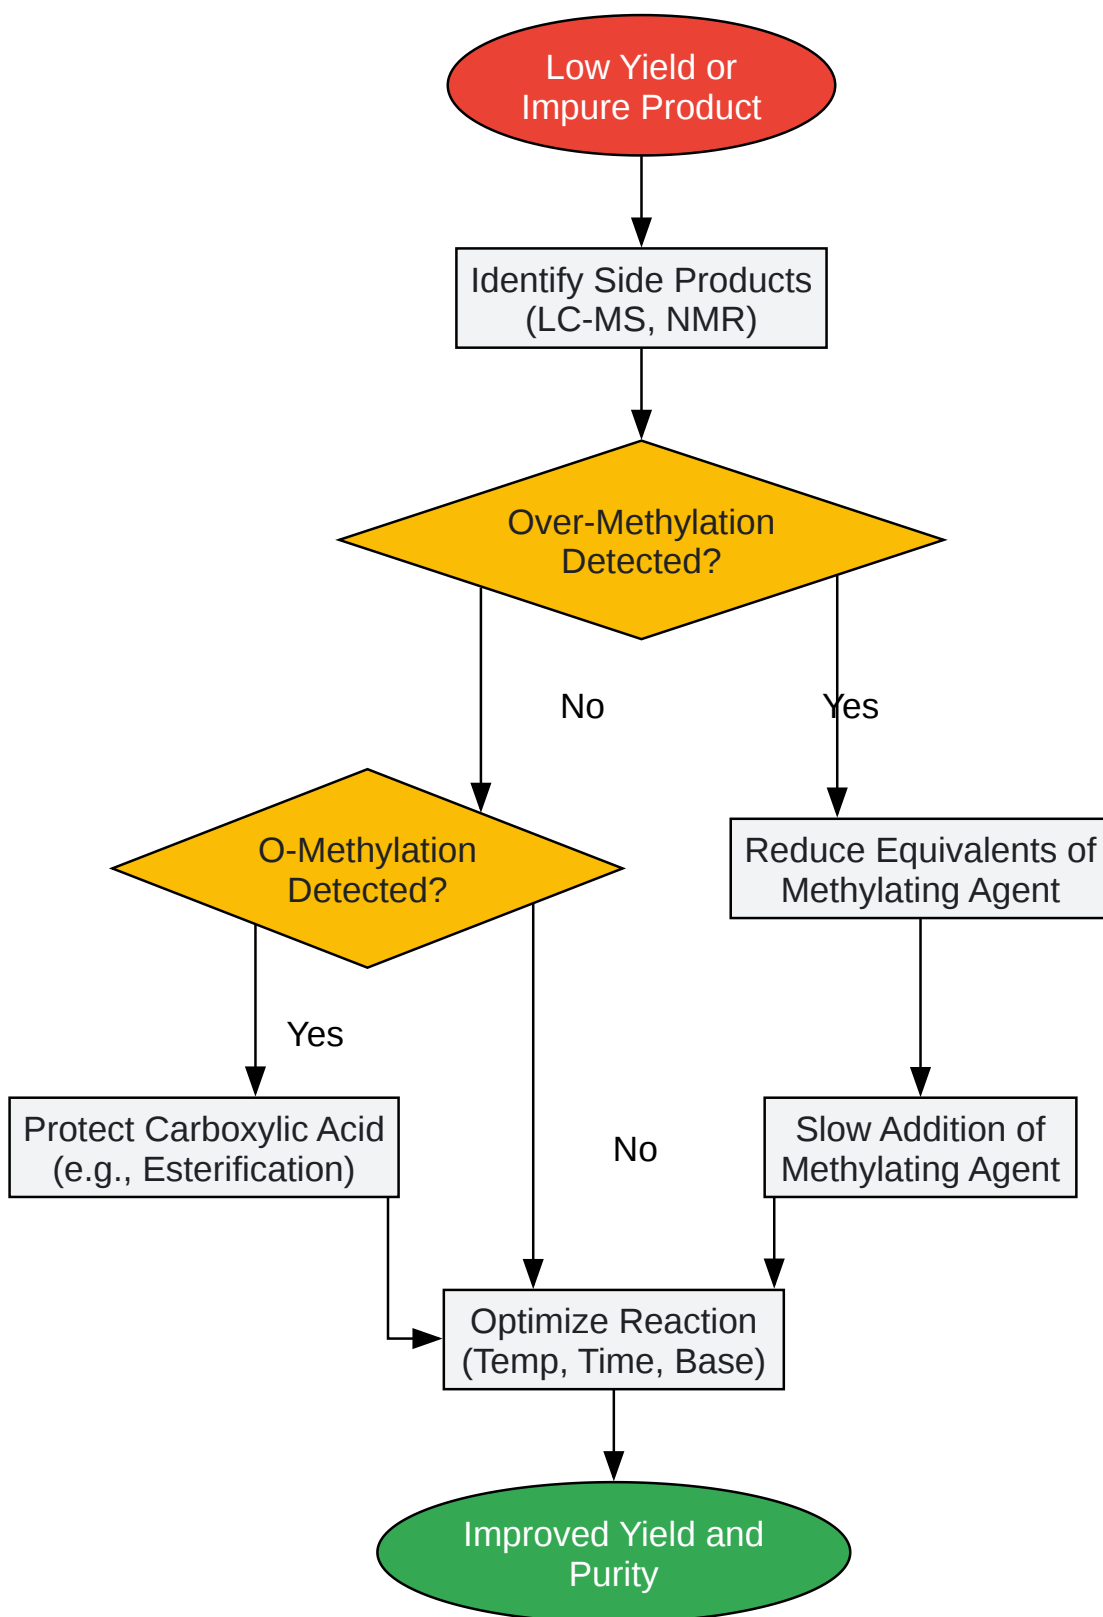 Low Yield or
Impure Product
Identify Side Products
(LC-MS, NMR)
Over-Methylation
Detected?
No
Yes
O-Methylation
Detected?
Reduce Equivalents of
Methylating Agent
Yes
No
Protect Carboxylic Acid
(e.g., Esterification)
Slow Addition of
Methylating Agent
Optimize Reaction
(Temp, Time, Base)
Improved Yield and
Purity